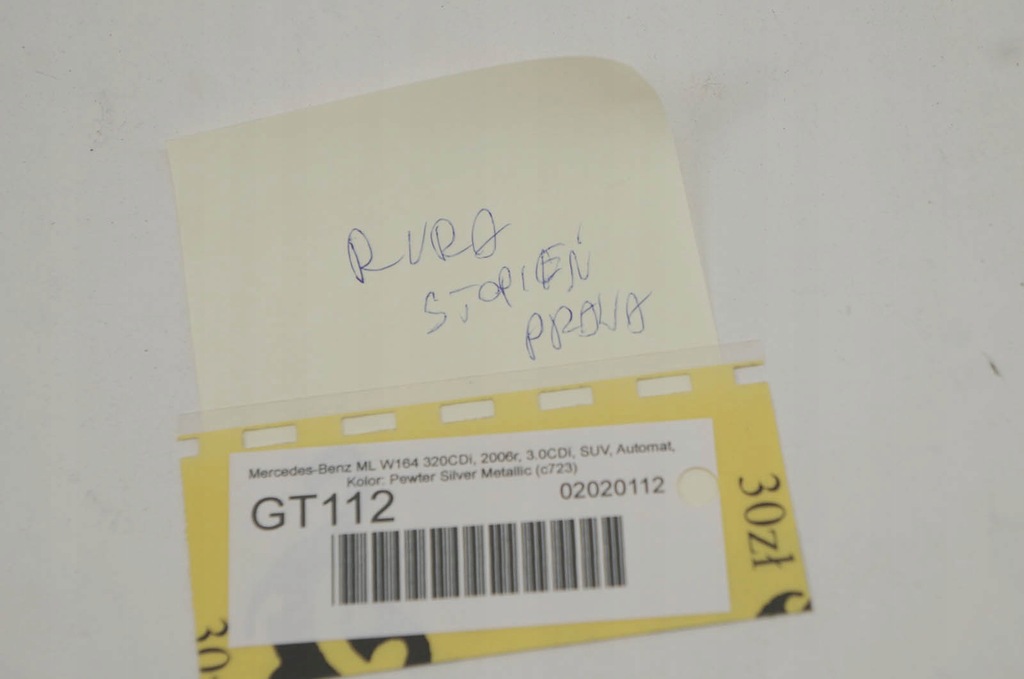 RURA
STOPIEŃ
PRAWA
Mercedes-Benz ML W164 320CDi, 2006r, 3.0CDi, SUV, Automat,
Kolor: Pewter Silver Metallic (c723)
GT112
02020112
30zł
30